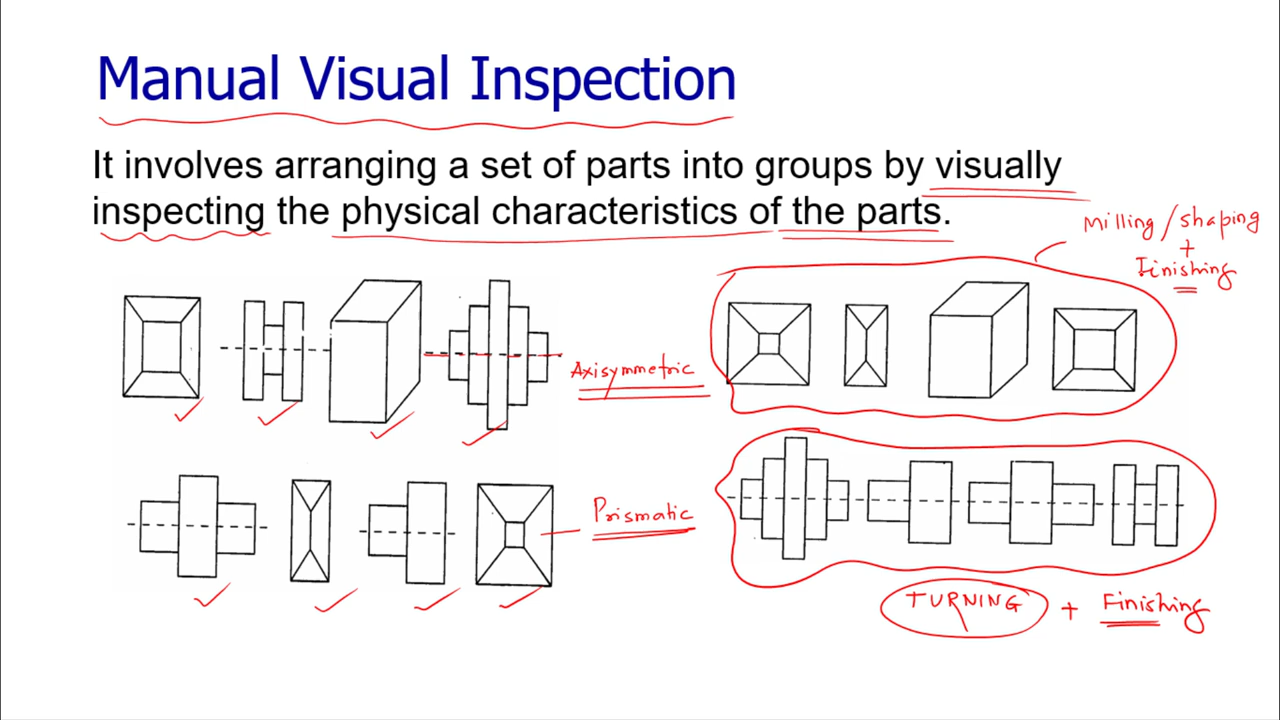 Manual Visual Inspection
It involves arranging a set of parts into groups by visually
inspecting the physical characteristics of the parts.
Milling / shaping
+
Finishing
Axisymmetric
Prismatic
TURNING + Finishing